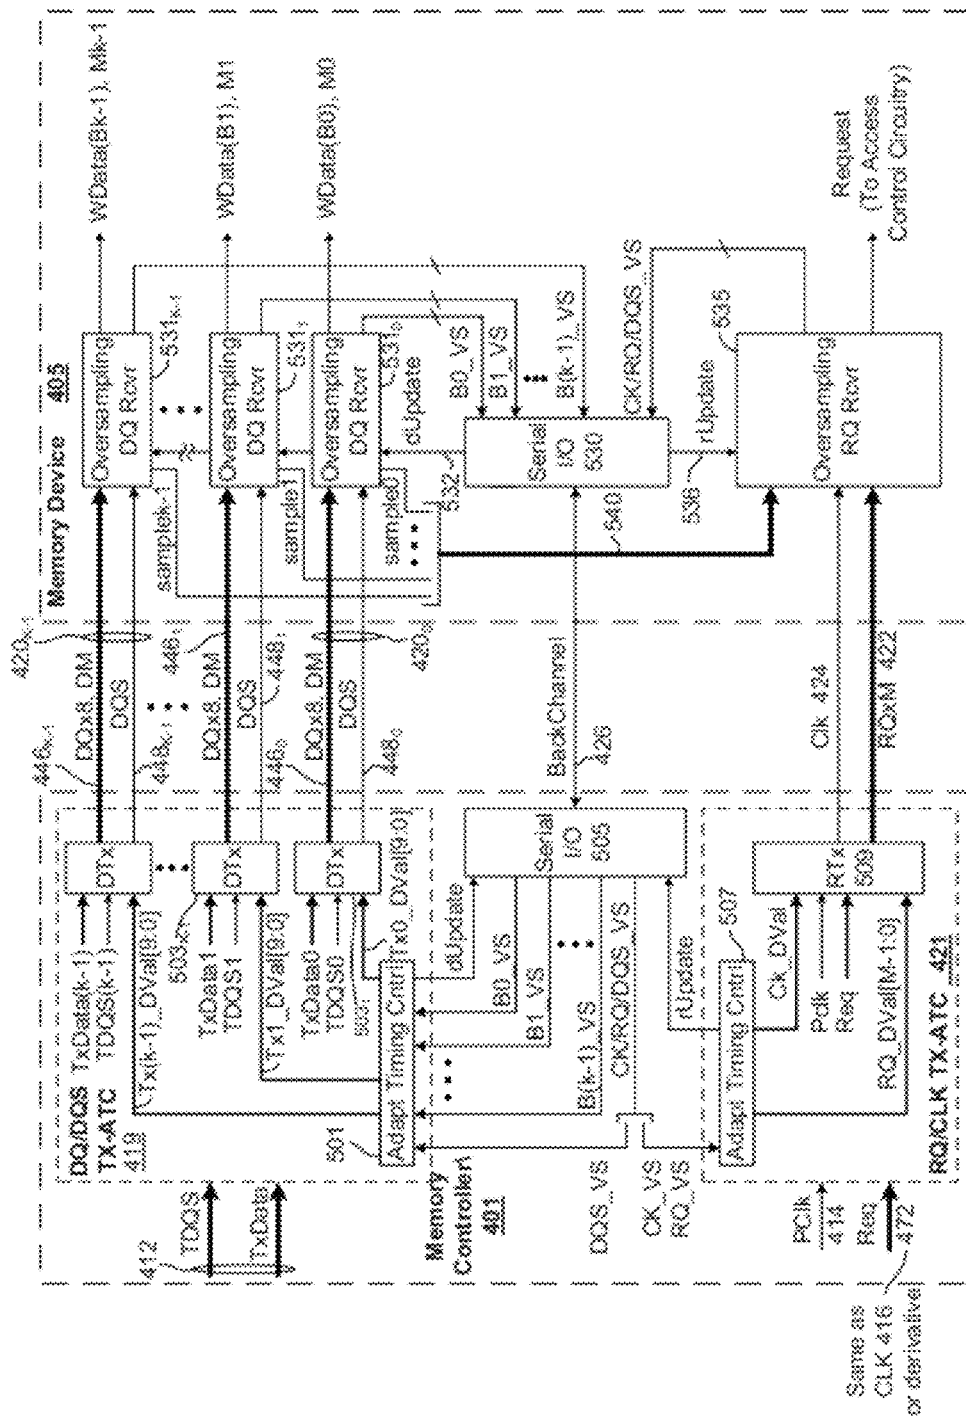 Memory Device 405
WData(Bk-1), Mk-1
WData(B1), M1
WData(B0), M0
Request
(To Access
Control Circuitry)
Oversampling
DQ Rcvr
531K-1
Oversampling
DQ Rcvr
5311
Oversampling
DQ Rcvr
5310
samplek-1
sample1
sample0
dUpdate
532
Serial
I/O
530
B0_VS
B1_VS
B(k-1)_VS
CK/RQ/DQS_VS
rUpdate
538
540
535
Oversampling
RQ Rcvr
420K-1
446K-1
DQx8, DM
DQS
448K-1
4461
DQx8, DM
DQS
4481
4460
DQx8, DM
DQS
4480
4200
BackChannel
426
Clk 424
RQxM 422
DQ/DQS
TX-ATC
419
TxData(k-1)
TDQS(k-1)
Tx(k-1)_DVal[9:0]
DTx
TxData1
TDQS1
Tx1_DVal[9:0]
DTx
TxData0
TDQS0
Tx0_DVal[9:0]
DTx
501
Adapt Timing Cntrl
dUpdate
B0_VS
B1_VS
B(k-1)_VS
CK/RQ/DQS_VS
rUpdate
Serial
I/O
505
412
TDQS
TxData
Memory
Controller
401
DQS_VS
CK_VS
RQ_VS
507
Adapt Timing Cntrl
Ck_DVal
Pclk
Req
RQ_DVal[M-1:0]
RTx
509
RQ/CLK TX-ATC 421
PClk
414
Req
472
Same as
CLK 416
or derivative